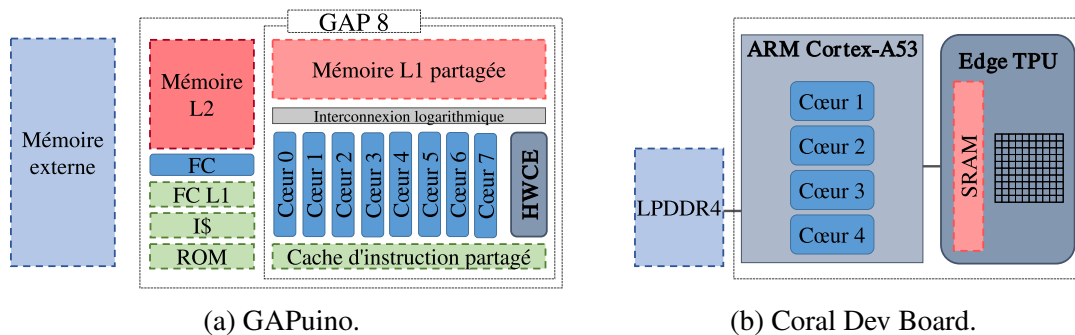 GAP 8
Mémoire
externe
Mémoire
L2
FC
FC L1
I$
ROM
Mémoire L1 partagée
Interconnexion logarithmique
Cœur 0
Cœur 1
Cœur 2
Cœur 3
Cœur 4
Cœur 5
Cœur 6
Cœur 7
HWCE
Cache d'instruction partagé
(a) GAPuino.
LPDDR4
ARM Cortex-A53
Cœur 1
Cœur 2
Cœur 3
Cœur 4
Edge TPU
SRAM
(b) Coral Dev Board.